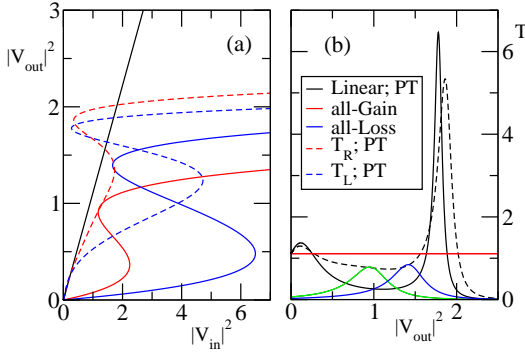 3
(a)
|V_out|^2
2
1
0
0
2
4
6
|V_in|^2
(b)
T
6
Linear; PT
all-Gain
all-Loss
T_R; PT
T_L; PT
4
2
0
0
1
2
|V_out|^2